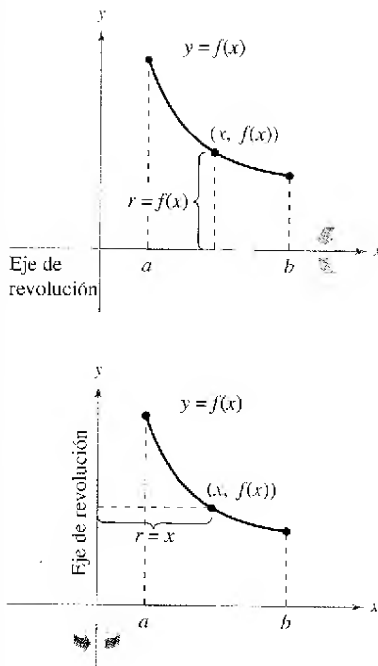 y
y = f(x)
(x, f(x))
r = f(x)
x
Eje de
revolución
a
b
y
y = f(x)
Eje de revolución
(x, f(x))
r = x
x
a
b